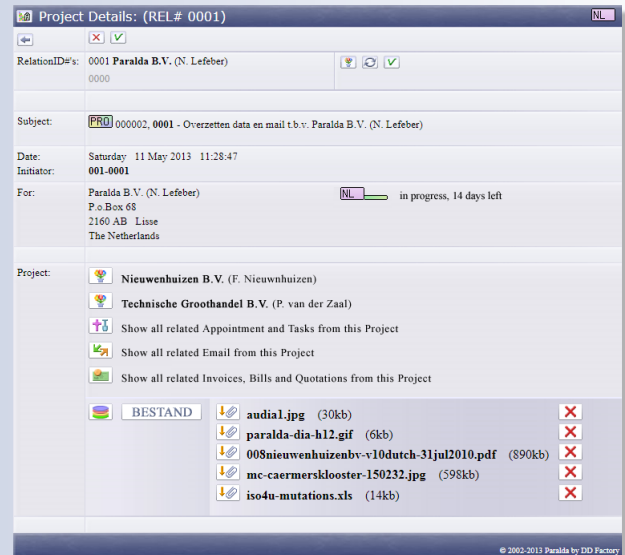 Project Details: (REL# 0001)
NL
RelationID#'s: 0001 Paralda B.V. (N. Lefeber)
0000
Subject: PRO 000002, 0001 - Overzetten data en mail t.b.v. Paralda B.V. (N. Lefeber)
Date: Saturday 11 May 2013 11:28:47
Initiator: 001-0001
For: Paralda B.V. (N. Lefeber) NL in progress, 14 days left
P.o.Box 68
2160 AB Lisse
The Netherlands
Project: Nieuwenhuizen B.V. (F. Nieuwnhuizen)
Technische Groothandel B.V. (P. van der Zaal)
Show all related Appointment and Tasks from this Project
Show all related Email from this Project
Show all related Invoices, Bills and Quotations from this Project
BESTAND audia1.jpg (30kb)
paralda-dia-h12.gif (6kb)
008nieuwenhuizenbv-v10dutch-31jul2010.pdf (890kb)
mc-caermersklooster-150232.jpg (598kb)
iso4u-mutations.xls (14kb)
© 2002-2013 Paralda by DD Factory